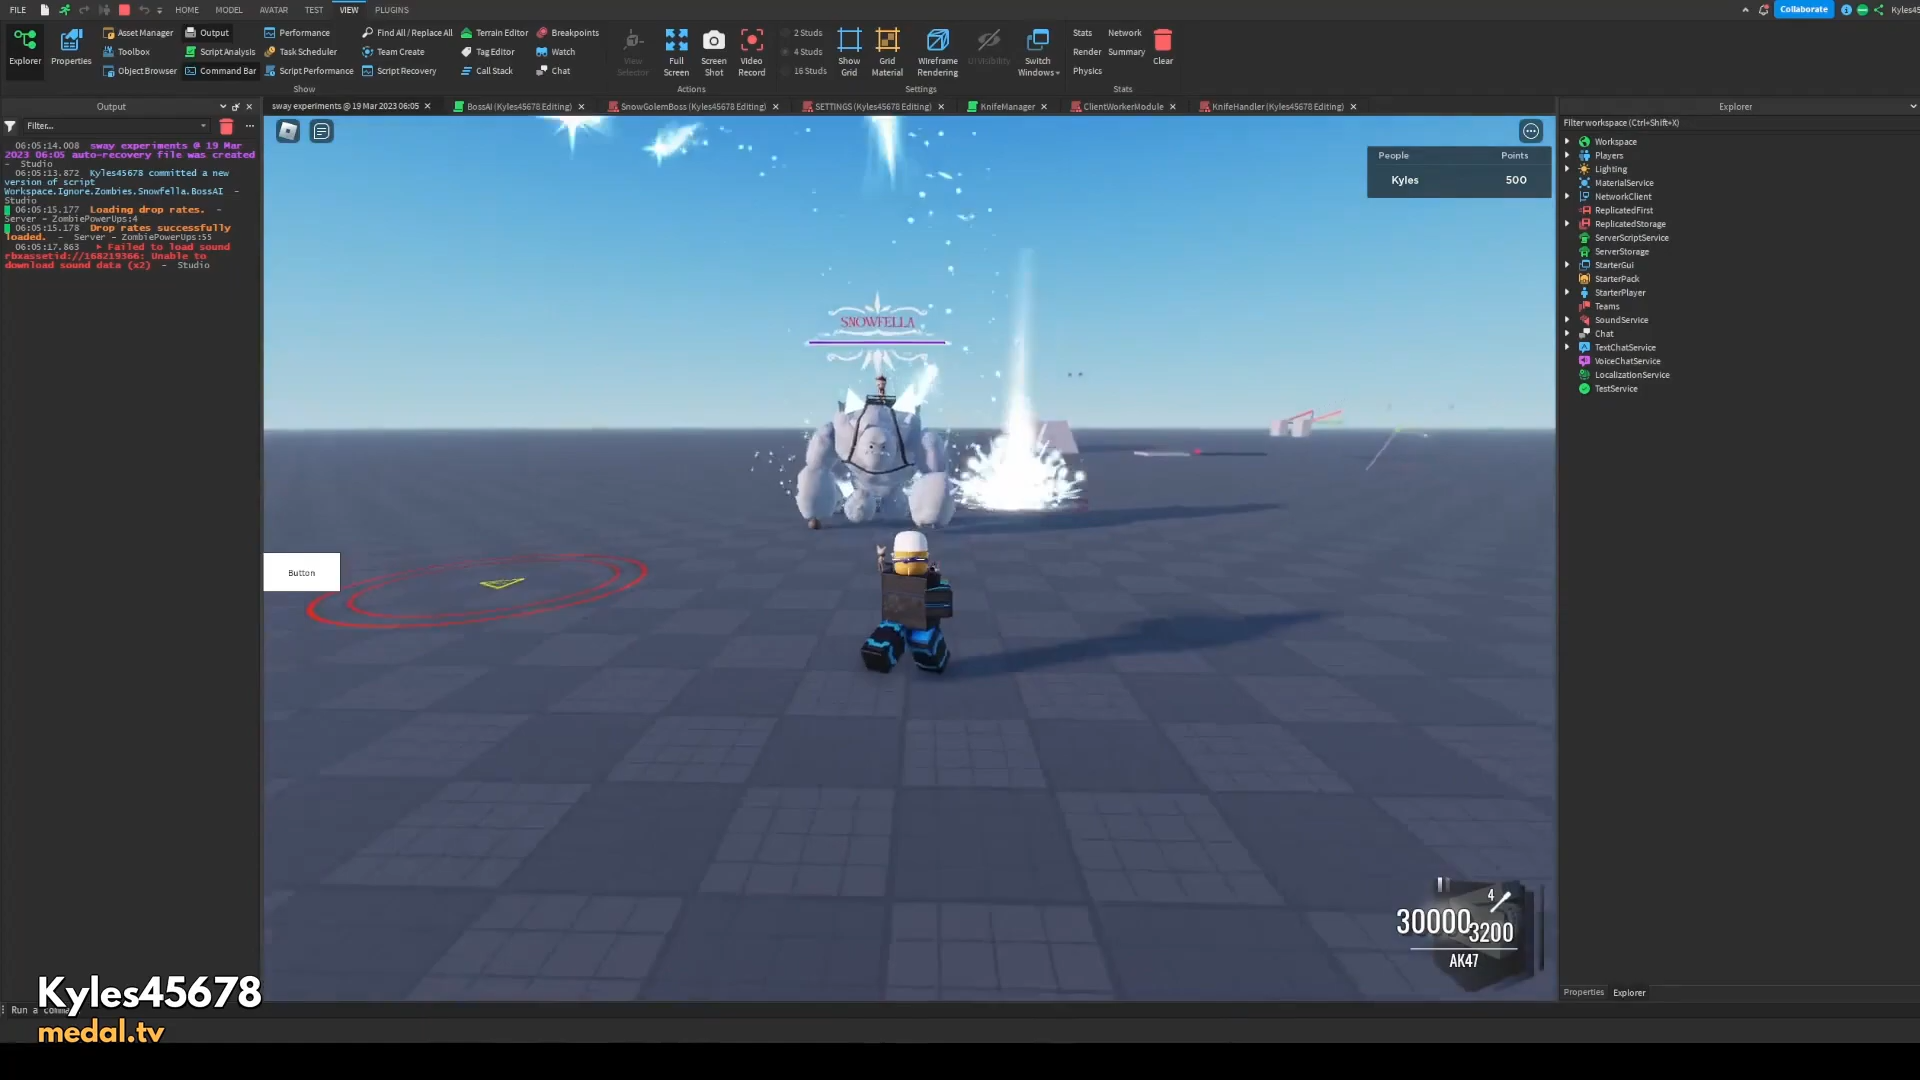 FILE HOME MODEL AVATAR TEST VIEW PLUGINS
Collaborate
Kyles45
Explorer
Properties
Asset Manager
Toolbox
Object Browser
Output
Script Analysis
Command Bar
Performance
Task Scheduler
Script Performance
Find All / Replace All
Team Create
Script Recovery
Terrain Editor
Tag Editor
Call Stack
Breakpoints
Watch
Chat
Show
View
Selector
Full
Screen
Screen
Shot
Video
Record
Actions
2 Studs
4 Studs
16 Studs
Show
Grid
Grid
Material
Wireframe
Rendering
UI Visibility
Switch
Windows
Settings
Stats
Render
Physics
Network
Summary
Clear
Stats
Output
sway experiments @ 19 Mar 2023 06:05
BossAI (Kyles45678 Editing)
SnowGolemBoss (Kyles45678 Editing)
SETTINGS (Kyles45678 Editing)
KnifeManager
ClientWorkerModule
KnifeHandler (Kyles45678 Editing)
Explorer
Filter...
06:05:14.008 sway experiments @ 19 Mar
2023 06:05 auto-recovery file was created
- Studio
06:05:13.872 Kyles45678 committed a new
version of script
Workspace.Ignore.Zombies.Snowfella.BossAI -
Studio
06:05:15.177 Loading drop rates. -
Server - ZombiePowerUps:4
06:05:15.178 Drop rates successfully
loaded. - Server - ZombiePowerUps:55
06:05:17.863 Failed to load sound
rbxassetid://168219366: Unable to
download sound data (x2) - Studio
People Points
Kyles 500
SNOWFELLA
Button
4
30000 3200
AK47
Filter workspace (Ctrl+Shift+X)
Workspace
Players
Lighting
MaterialService
NetworkClient
ReplicatedFirst
ReplicatedStorage
ServerScriptService
ServerStorage
StarterGui
StarterPack
StarterPlayer
Teams
SoundService
Chat
TextChatService
VoiceChatService
LocalizationService
TestService
Properties Explorer
Kyles45678
Run a comma
medal.tv